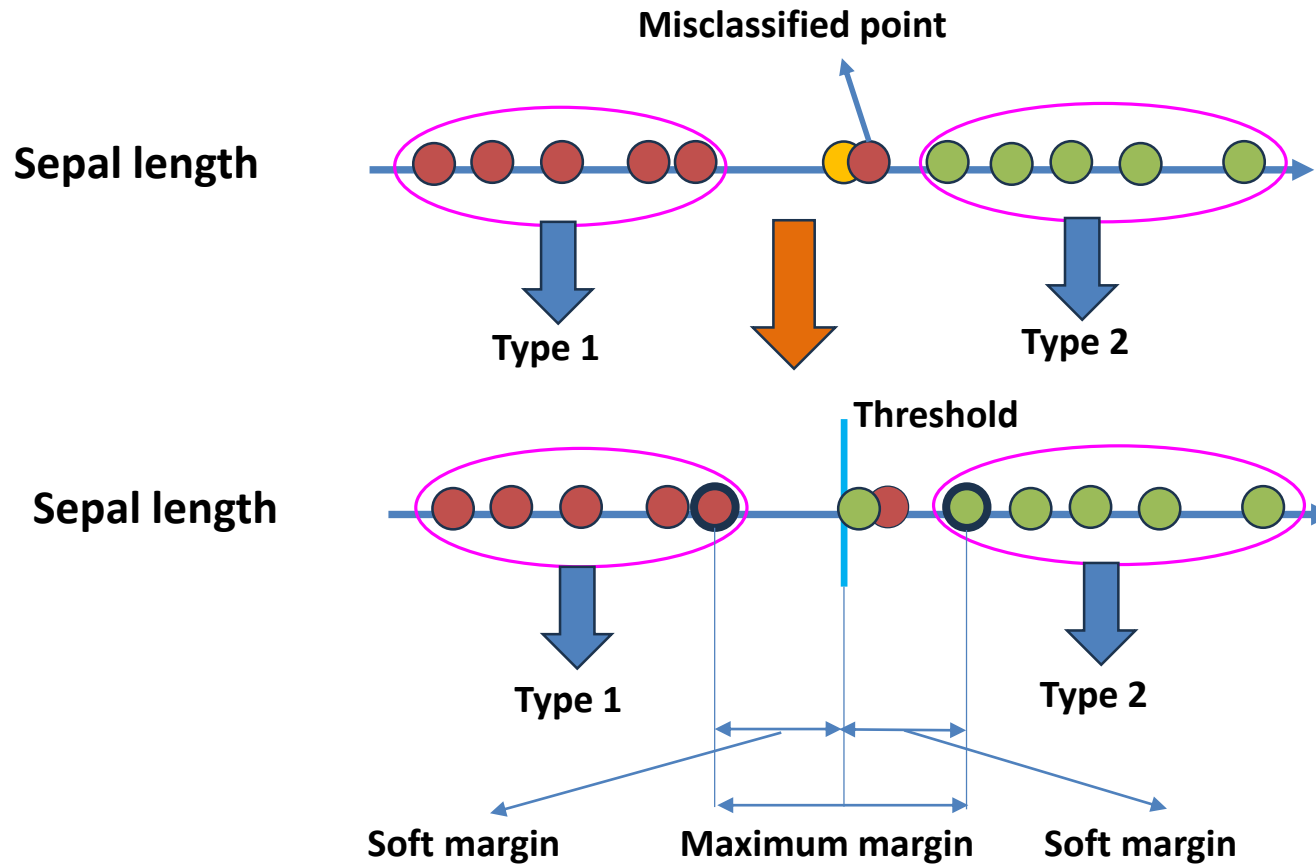 Misclassified point
Sepal length
Type 1
Type 2
Threshold
Sepal length
Type 1
Type 2
Soft margin
Maximum margin
Soft margin